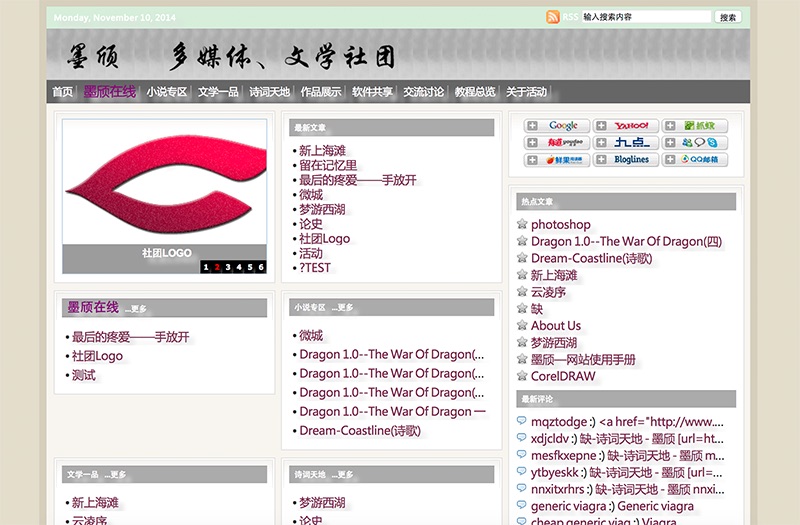 Monday, November 10, 2014
RSS 输入搜索内容 搜索
墨颀 多媒体、文学社团
首页 墨颀在线 小说专区 文学一品 诗词天地 作品展示 软件共享 交流讨论 教程总览 关于活动
社团LOGO
1 2 3 4 5 6
最新文章
• 新上海滩
• 留在记忆里
• 最后的疼爱——手放开
• 微城
• 梦游西湖
• 论史
• 社团Logo
• 活动
• ?TEST
Google YAHOO! 抓虾
有道 youdao 九点
鲜果 Bloglines QQ邮箱
热点文章
photoshop
Dragon 1.0--The War Of Dragon(四)
Dream-Coastline(诗歌)
新上海滩
云凌序
缺
About Us
梦游西湖
墨颀—网站使用手册
CorelDRAW
墨颀在线 ...更多
• 最后的疼爱——手放开
• 社团Logo
• 测试
小说专区 ...更多
• 微城
• Dragon 1.0--The War Of Dragon(...
• Dragon 1.0--The War Of Dragon(...
• Dragon 1.0--The War Of Dragon(...
• Dragon 1.0--The War Of Dragon 一
• Dream-Coastline(诗歌)
最新评论
mqztodge :) <a href="http://www....
xdjcldv :) 缺-诗词天地 - 墨颀 [url=ht...
mesfkxepne :) 缺-诗词天地 - 墨颀 m...
ytbyeskk :) 缺-诗词天地 - 墨颀 [url=...
nnxitxrhrs :) 缺-诗词天地 - 墨颀 nnxi...
generic viagra :) Generic viagra
cheap generic viag :) Viagra
文学一品 ...更多
• 新上海滩
• 云凌序
诗词天地 ...更多
• 梦游西湖
• 论史